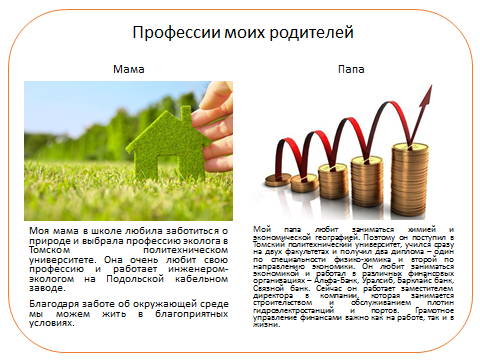 Профессии моих родителей
Мама
Моя мама в школе любила заботиться о
природе и выбрала профессию эколога в
Томском политехническом
университете. Она очень любит свою
профессию и работает инженером-
экологом на Подольской кабельном
заводе.
Благодаря заботе об окружающей среде
мы можем жить в благоприятных
условиях.
Папа
Мой папа любит заниматься химией и
экономической географией. Поэтому он поступил в
Томский политехнический университет, учился сразу
на двух факультетах и получил два диплома – один
по специальности физико-химика и второй по
направлению экономики. Он любит заниматься
экономикой и работал в различных финансовых
организациях – Альфа-банк, Уралсиб, Барклайс банк,
Связной банк. Сейчас он работает заместителем
директора в компании, которая занимается
строительством и обслуживанием плотин
гидроэлектростанций и портов. Грамотное
управление финансами важно как на работе, так и в
жизни.